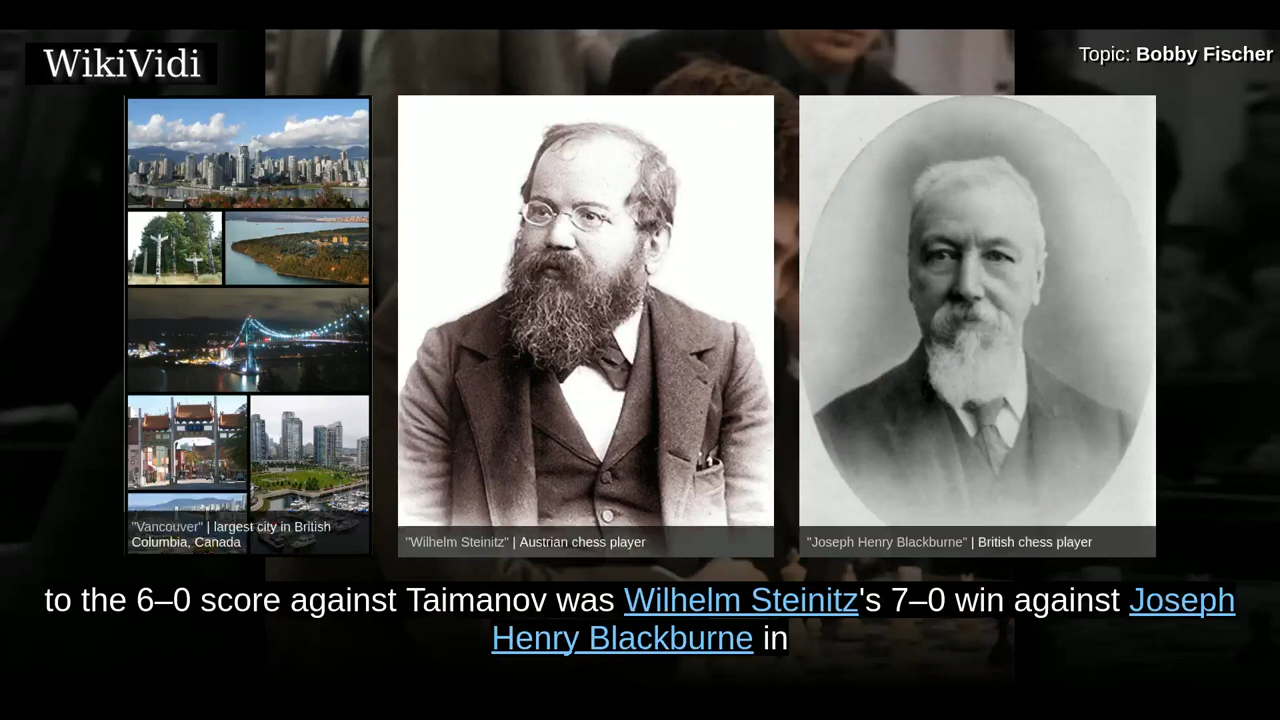 WikiVidi
Topic: Bobby Fischer
"Vancouver" | largest city in British
Columbia, Canada
"Wilhelm Steinitz" | Austrian chess player
"Joseph Henry Blackburne" | British chess player
to the 6–0 score against Taimanov was Wilhelm Steinitz's 7–0 win against Joseph
Henry Blackburne in